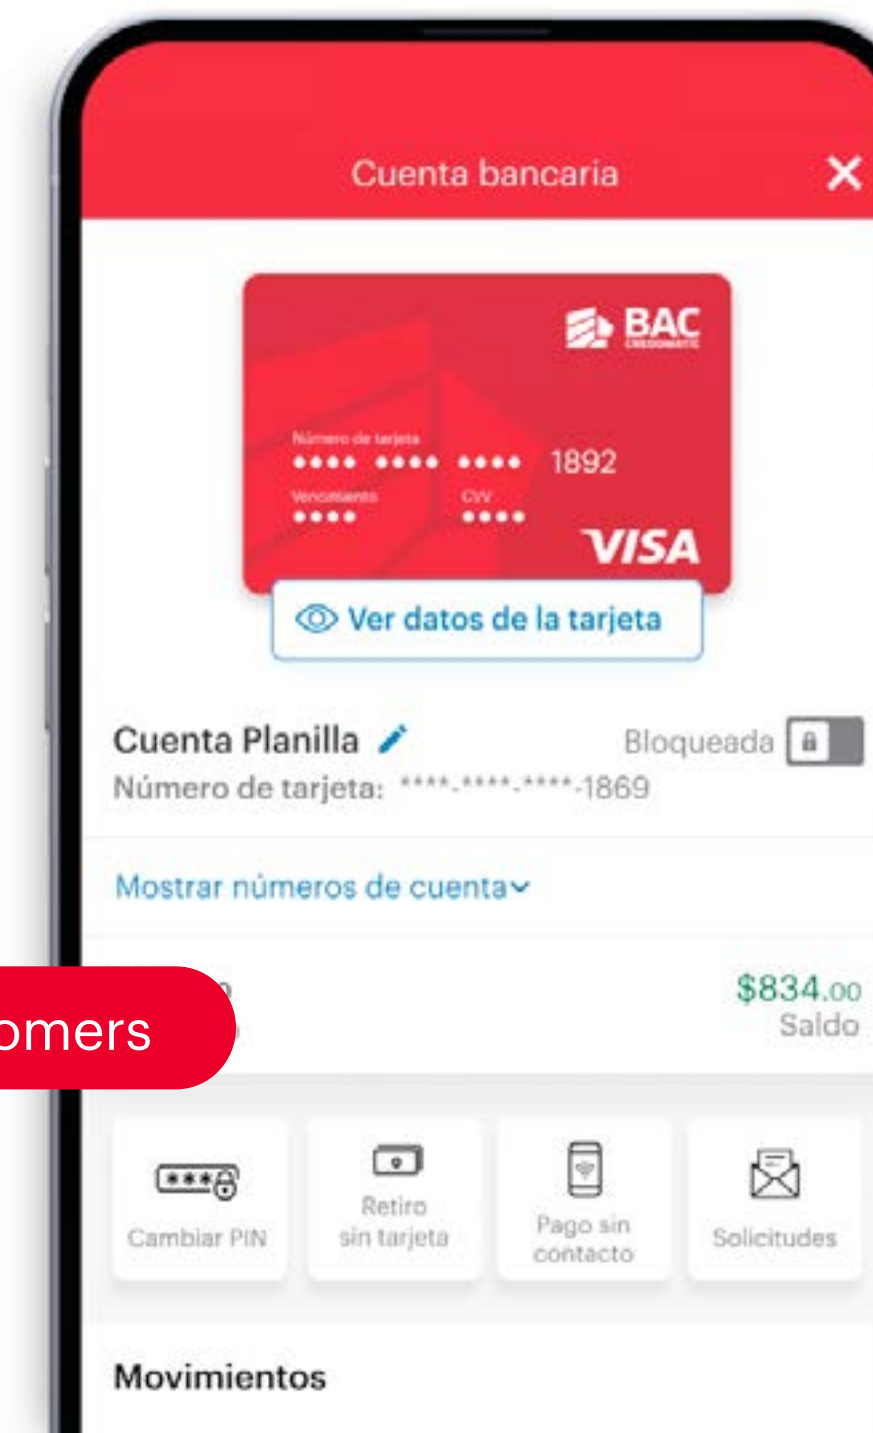 Cuenta bancaria
BAC
CREDOMATIC
Número de tarjeta
•••• •••• •••• 1892
Vencimiento CVV
•••• ••••
VISA
Ver datos de la tarjeta
Cuenta Planilla
Bloqueada
Número de tarjeta: ****-****-****-1869
Mostrar números de cuenta
$834.00
Saldo
omers
Cambiar PIN
Retiro
sin tarjeta
Pago sin
contacto
Solicitudes
Movimientos